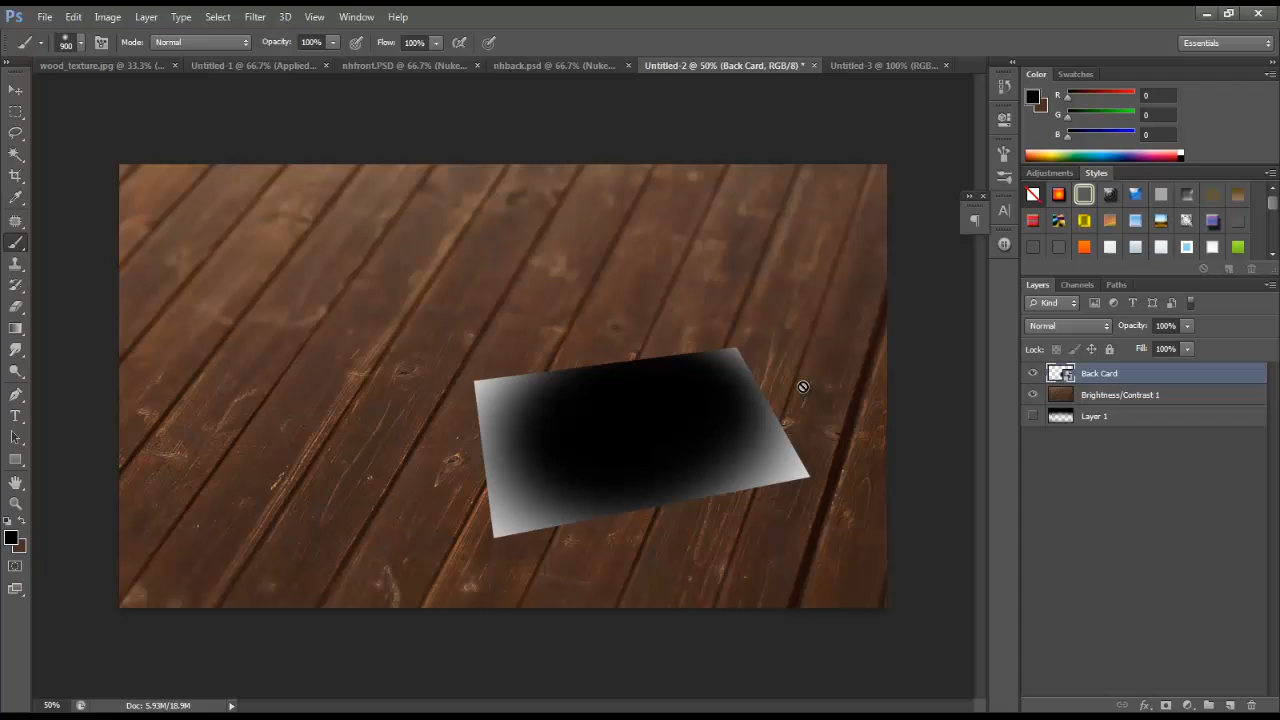 Ps File Edit Image Layer Type Select Filter 3D View Window Help
900 Mode: Normal Opacity: 100% Flow: 100% Essentials
wood_texture.jpg @ 33.3% (... × Untitled-1 @ 66.7% (Applied... × nhfront.PSD @ 66.7% (Nuke... × nhback.psd @ 66.7% (Nuke... × Untitled-2 @ 50% (Back Card, RGB/8) * × Untitled-3 @ 100% (RGB... ×
Color Swatches
R 0
G 0
B 0
Adjustments Styles
Layers Channels Paths
Kind
Normal Opacity: 100%
Lock: Fill: 100%
Back Card
Brightness/Contrast 1
Layer 1
50% Doc: 5.93M/18.9M